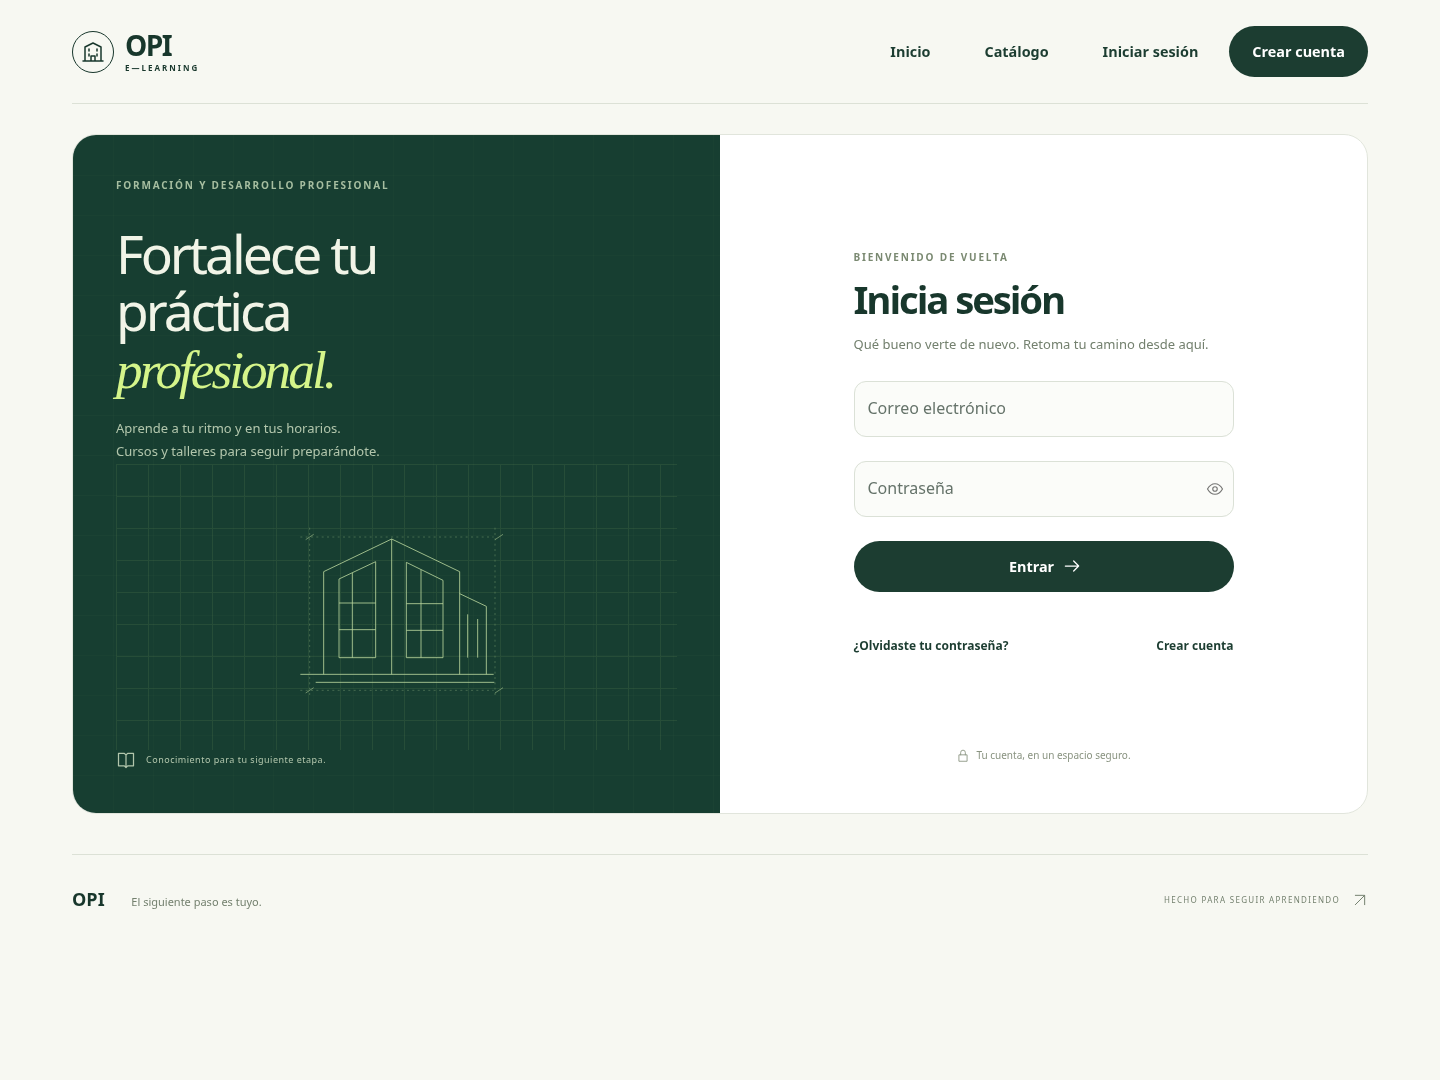 OPI
E—LEARNING
Inicio
Catálogo
Iniciar sesión
Crear cuenta
FORMACIÓN Y DESARROLLO PROFESIONAL
Fortalece tu
práctica
profesional.
Aprende a tu ritmo y en tus horarios.
Cursos y talleres para seguir preparándote.
Conocimiento para tu siguiente etapa.
BIENVENIDO DE VUELTA
Inicia sesión
Qué bueno verte de nuevo. Retoma tu camino desde aquí.
Correo electrónico
Contraseña
Entrar
¿Olvidaste tu contraseña?
Crear cuenta
Tu cuenta, en un espacio seguro.
OPI
El siguiente paso es tuyo.
HECHO PARA SEGUIR APRENDIENDO